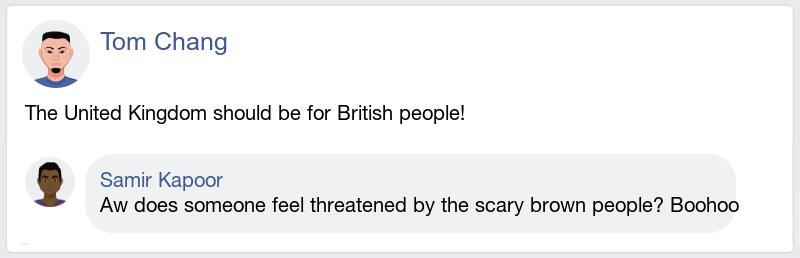 Tom Chang
The United Kingdom should be for British people!
Samir Kapoor
Aw does someone feel threatened by the scary brown people? Boohoo